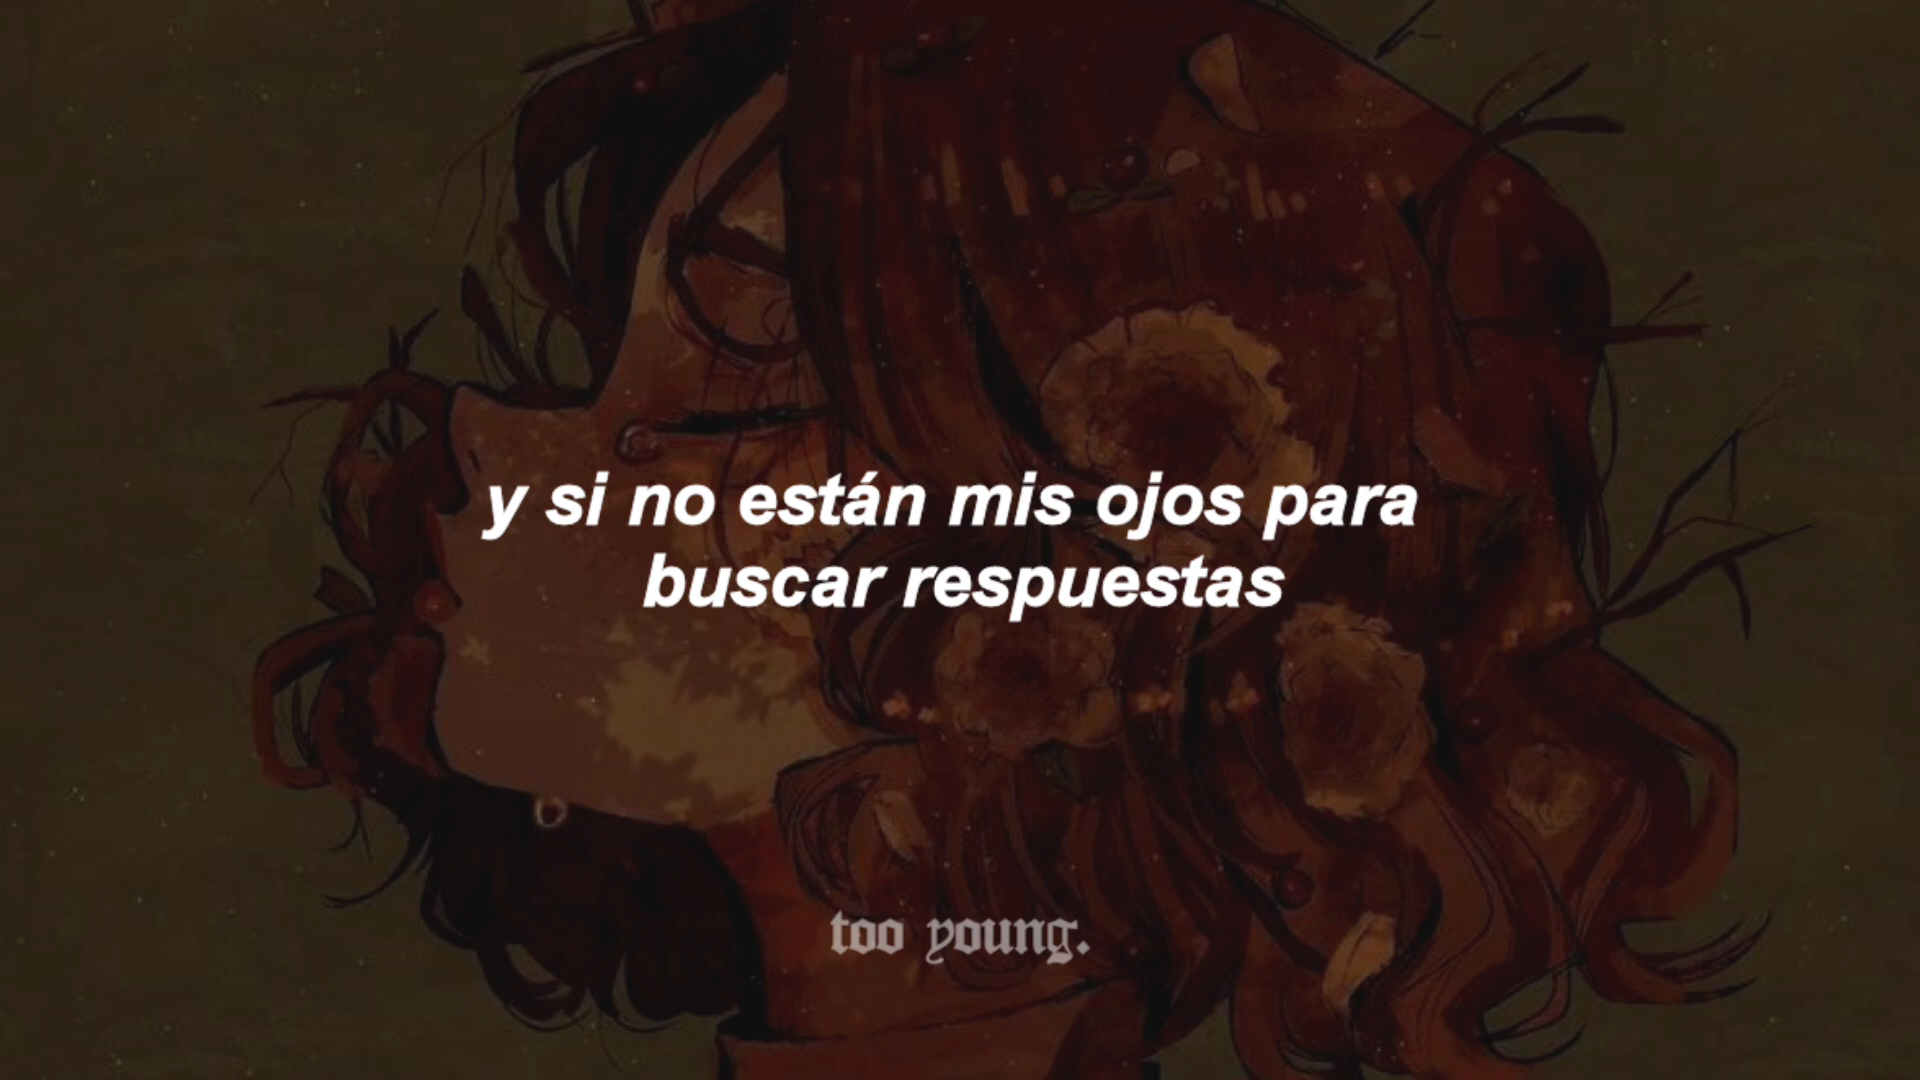 y si no están mis ojos para
buscar respuestas
too young.